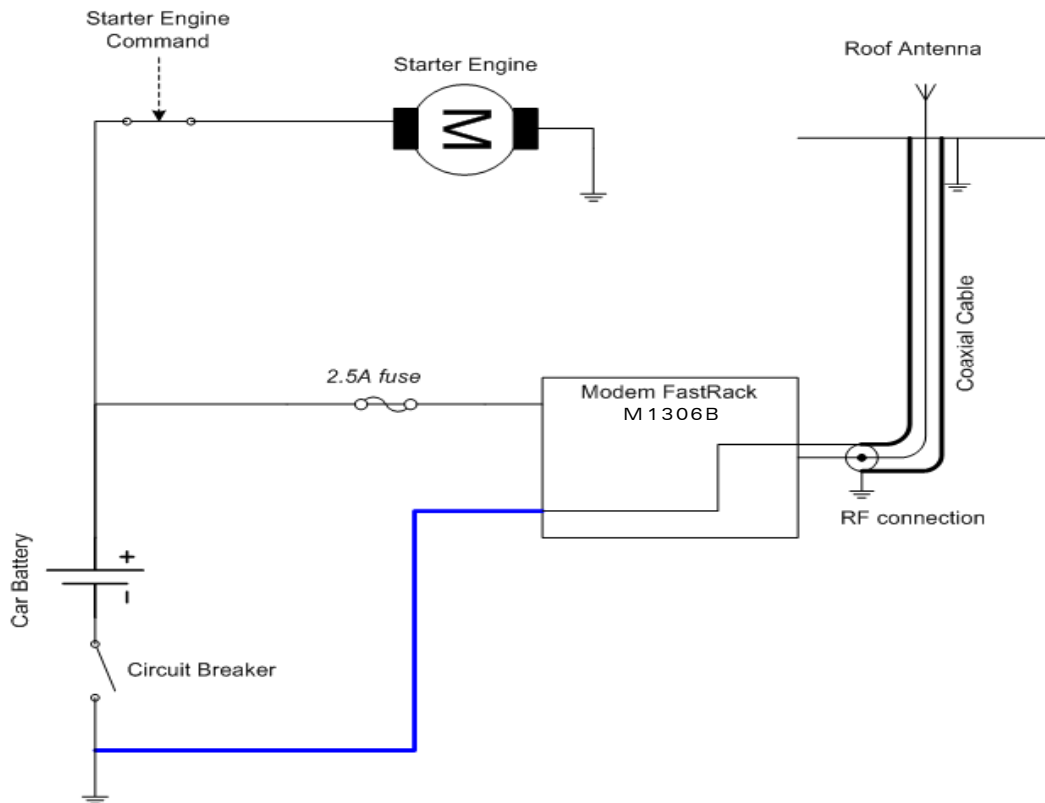 Starter Engine
Command
Starter Engine
M
Roof Antenna
Coaxial Cable
2.5A fuse
Modem FastRack
M1306B
RF connection
Car Battery
+
–
Circuit Breaker